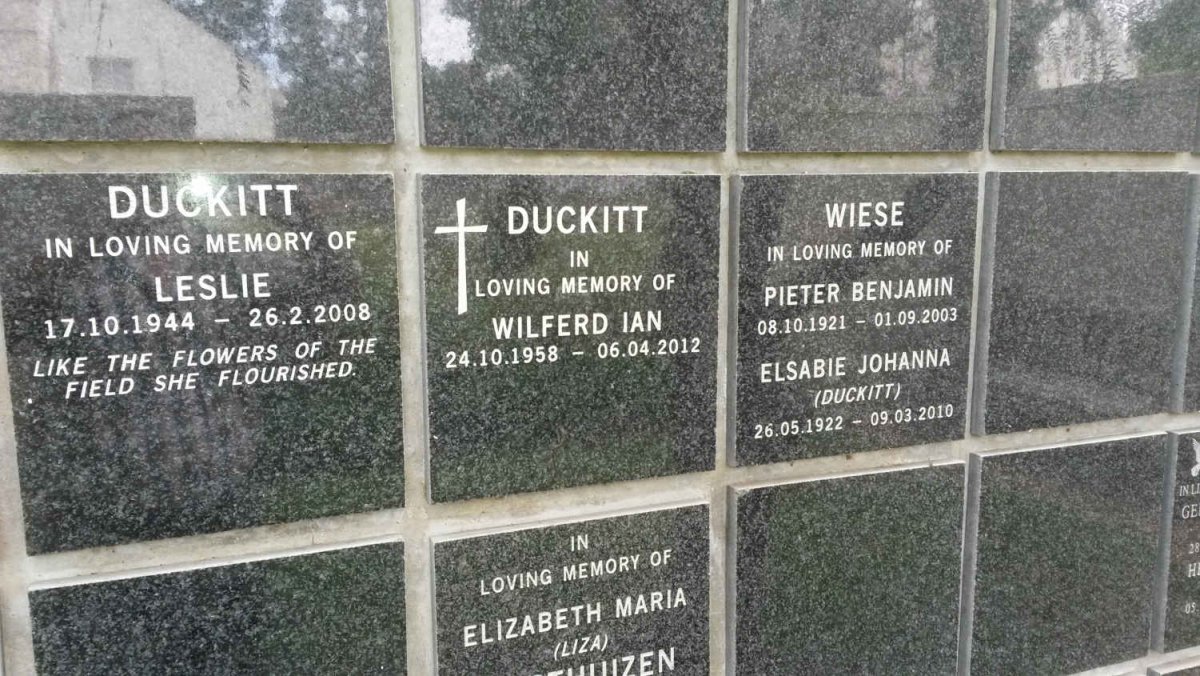 DUCKITT
IN LOVING MEMORY OF
LESLIE
17.10.1944 – 26.2.2008
LIKE THE FLOWERS OF THE
FIELD SHE FLOURISHED.
DUCKITT
IN
LOVING MEMORY OF
WILFERD IAN
24.10.1958 – 06.04.2012
WIESE
IN LOVING MEMORY OF
PIETER BENJAMIN
08.10.1921 – 01.09.2003
ELSABIE JOHANNA
(DUCKITT)
26.05.1922 – 09.03.2010
IN
LOVING MEMORY OF
ELIZABETH MARIA
(LIZA)